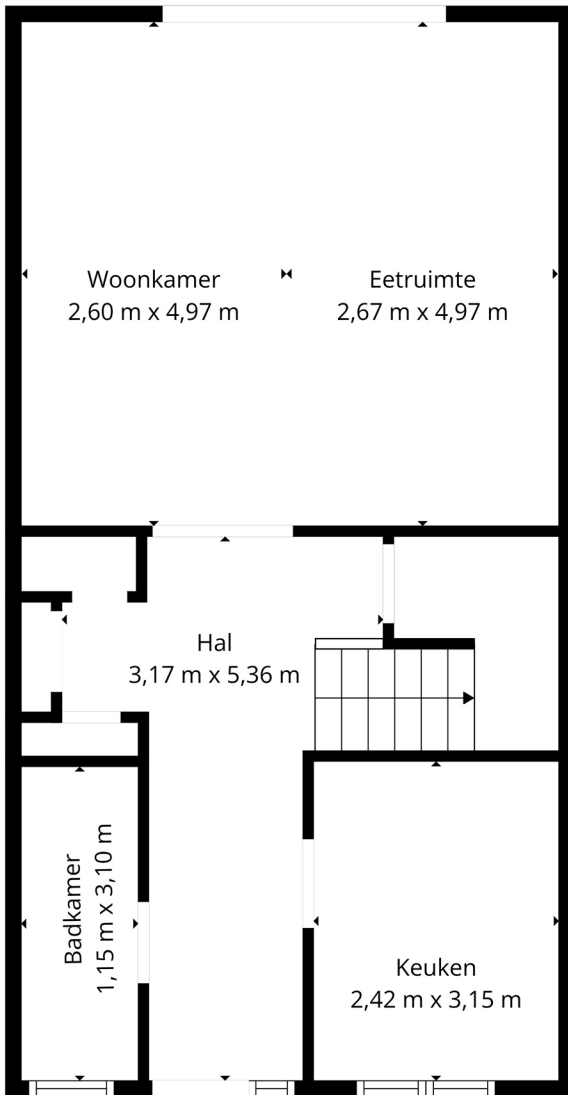 Woonkamer
2,60 m x 4,97 m
Eetruimte
2,67 m x 4,97 m
Hal
3,17 m x 5,36 m
Badkamer
1,15 m x 3,10 m
Keuken
2,42 m x 3,15 m